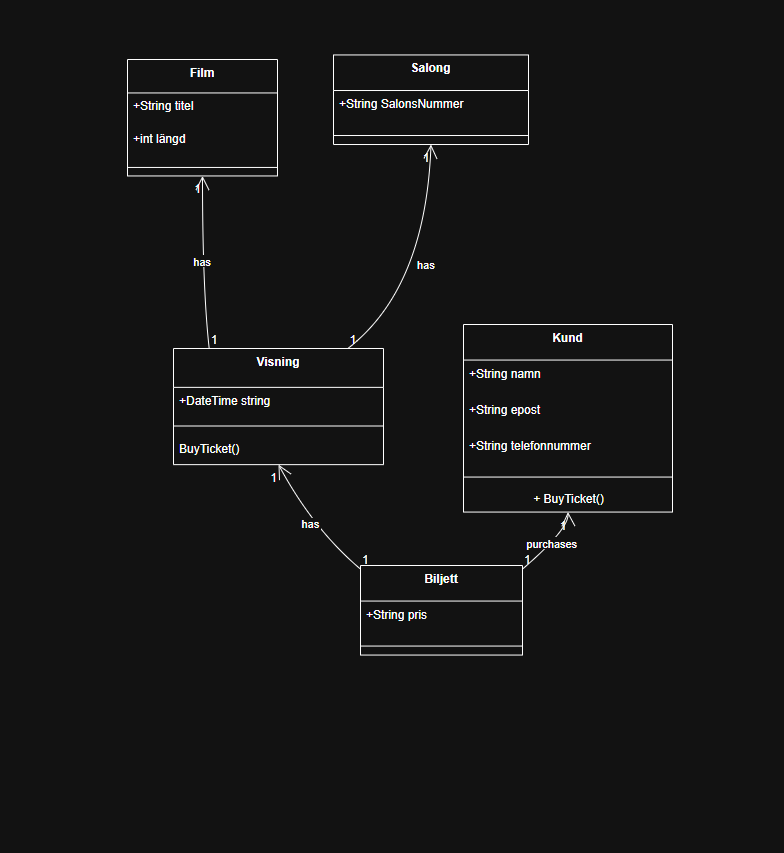 Film
+String titel
+int längd
Salong
+String SalonsNummer
1
1
has
has
1
1
Visning
+DateTime string
BuyTicket()
Kund
+String namn
+String epost
+String telefonnummer
+ BuyTicket()
1
has
1
purchases
1
1
Biljett
+String pris